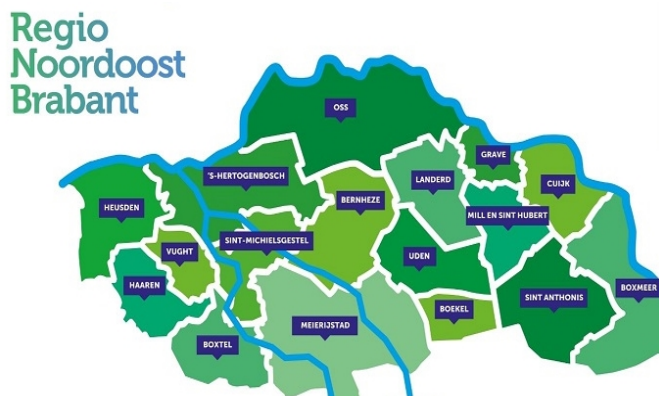 Regio
Noordoost
Brabant
OSS
GRAVE
'S-HERTOGENBOSCH
LANDERD
CUIJK
BERNHEZE
HEUSDEN
MILL EN SINT HUBERT
SINT-MICHIELSGESTEL
VUGHT
UDEN
HAAREN
BOXMEER
SINT ANTHONIS
BOEKEL
MEIERIJSTAD
BOXTEL